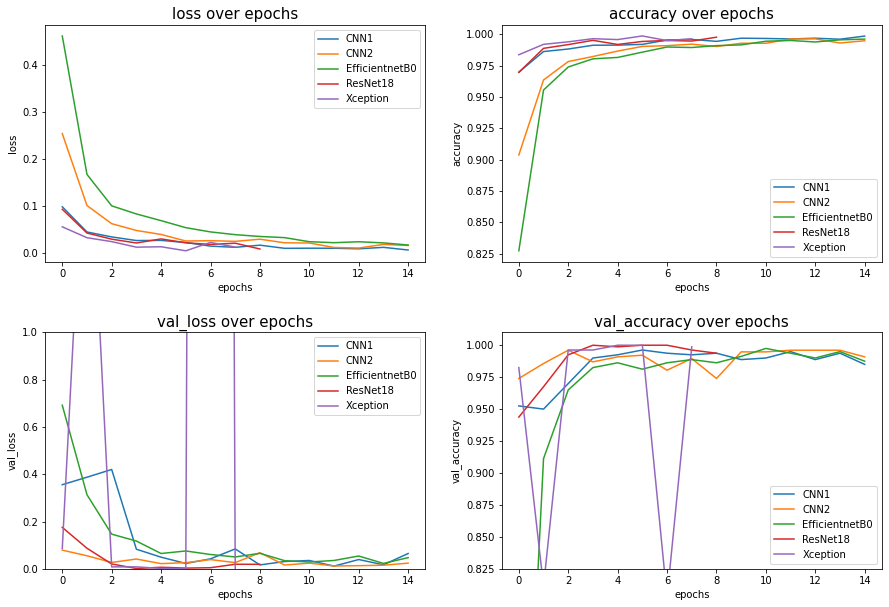 loss over epochs
loss
0.4
0.3
0.2
0.1
0.0
0 2 4 6 8 10 12 14
epochs
CNN1
CNN2
EfficientnetB0
ResNet18
Xception
accuracy over epochs
accuracy
1.000
0.975
0.950
0.925
0.900
0.875
0.850
0.825
0 2 4 6 8 10 12 14
epochs
CNN1
CNN2
EfficientnetB0
ResNet18
Xception
val_loss over epochs
val_loss
1.0
0.8
0.6
0.4
0.2
0.0
0 2 4 6 8 10 12 14
epochs
CNN1
CNN2
EfficientnetB0
ResNet18
Xception
val_accuracy over epochs
val_accuracy
1.000
0.975
0.950
0.925
0.900
0.875
0.850
0.825
0 2 4 6 8 10 12 14
epochs
CNN1
CNN2
EfficientnetB0
ResNet18
Xception